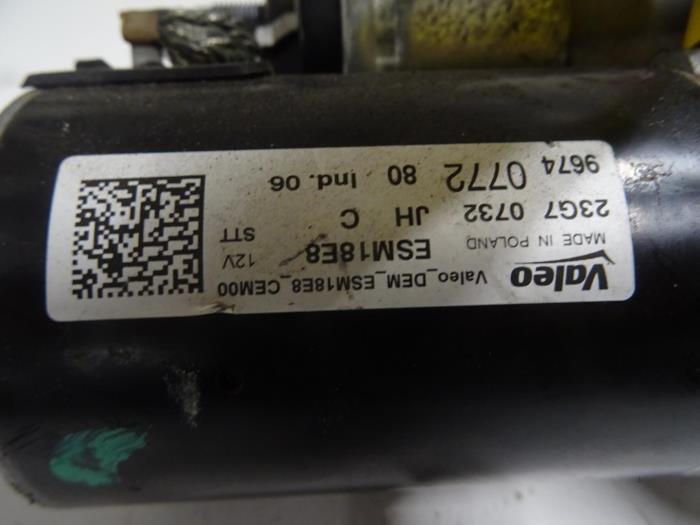 Valeo Valeo_DEM_ESM18E8_CEM00
MADE IN POLAND ESM18E8 12V
23G7 0732 JH C STT
9674 0772 80 Ind. 06